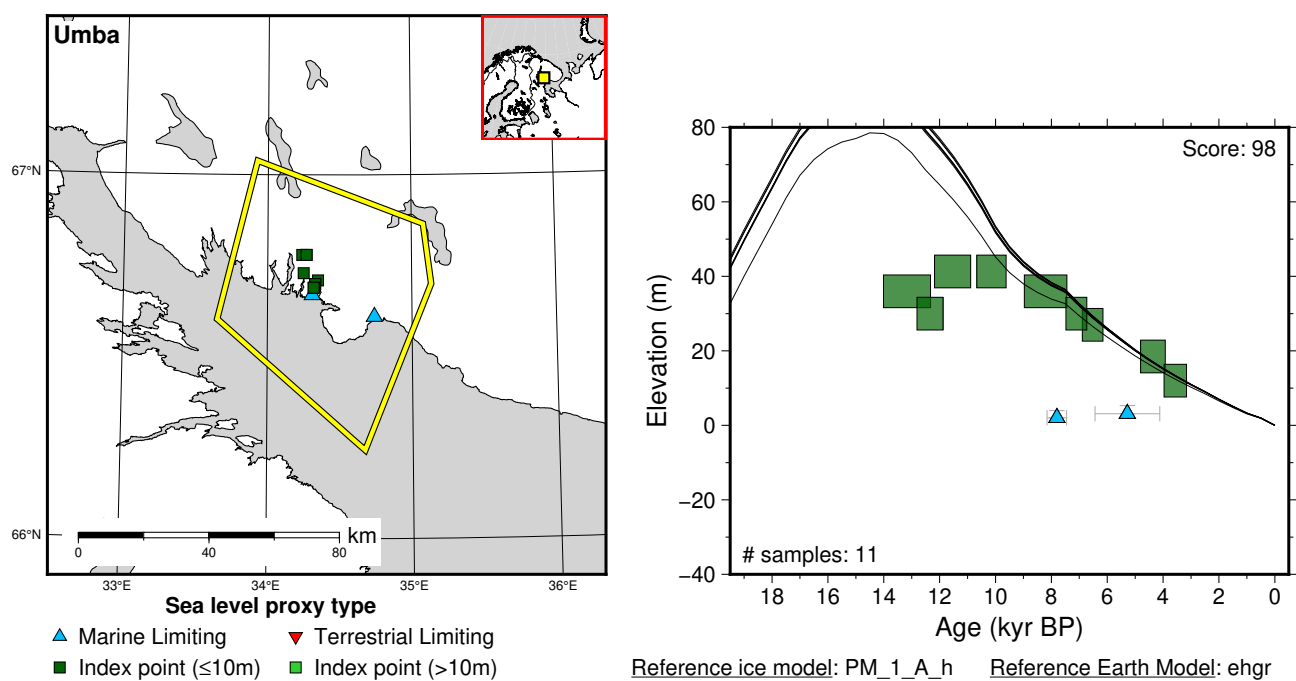 Umba
67°N
66°N
33°E
34°E
35°E
36°E
km
0
40
80
Sea level proxy type
Marine Limiting
Terrestrial Limiting
Index point (≤10m)
Index point (>10m)
Score: 98
80
60
40
20
0
−20
−40
Elevation (m)
# samples: 11
18 16 14 12 10 8 6 4 2 0
Age (kyr BP)
Reference ice model: PM_1_A_h Reference Earth Model: ehgr